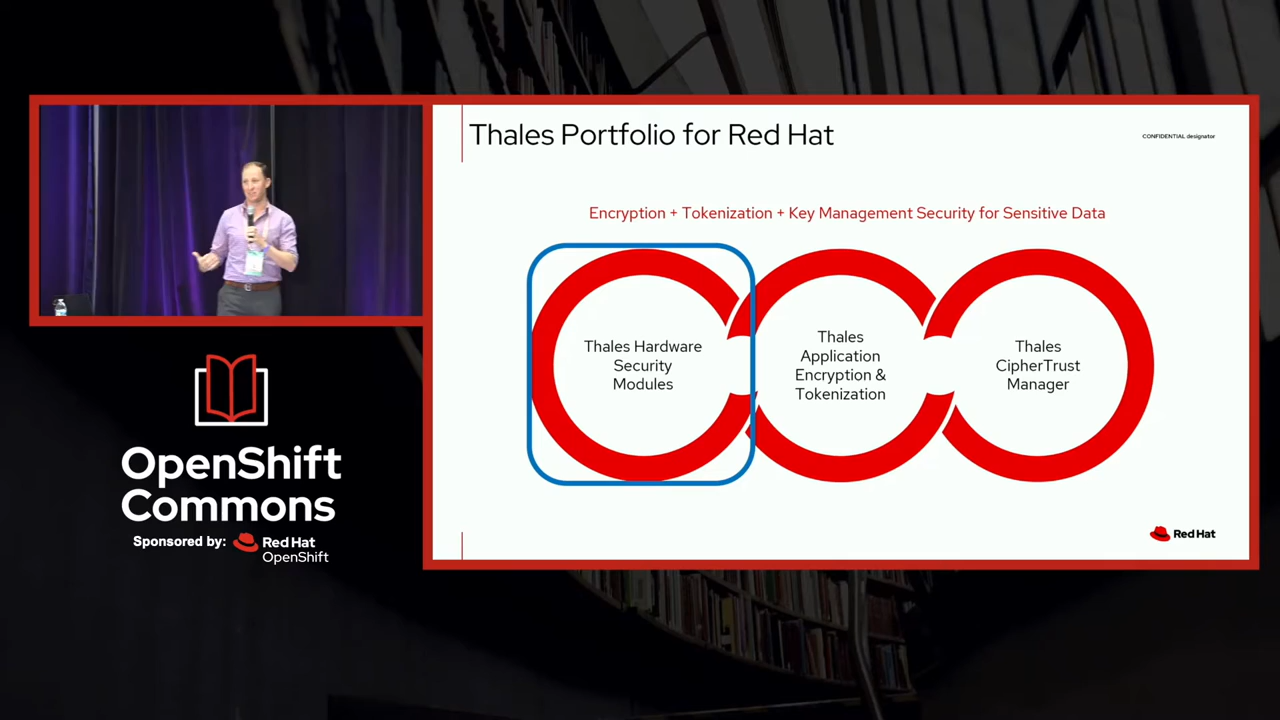 Thales Portfolio for Red Hat
CONFIDENTIAL designator
Encryption + Tokenization + Key Management Security for Sensitive Data
Thales Hardware
Security
Modules
Thales
Application
Encryption &
Tokenization
Thales
CipherTrust
Manager
Red Hat
OpenShift
Commons
Sponsored by:
Red Hat
OpenShift